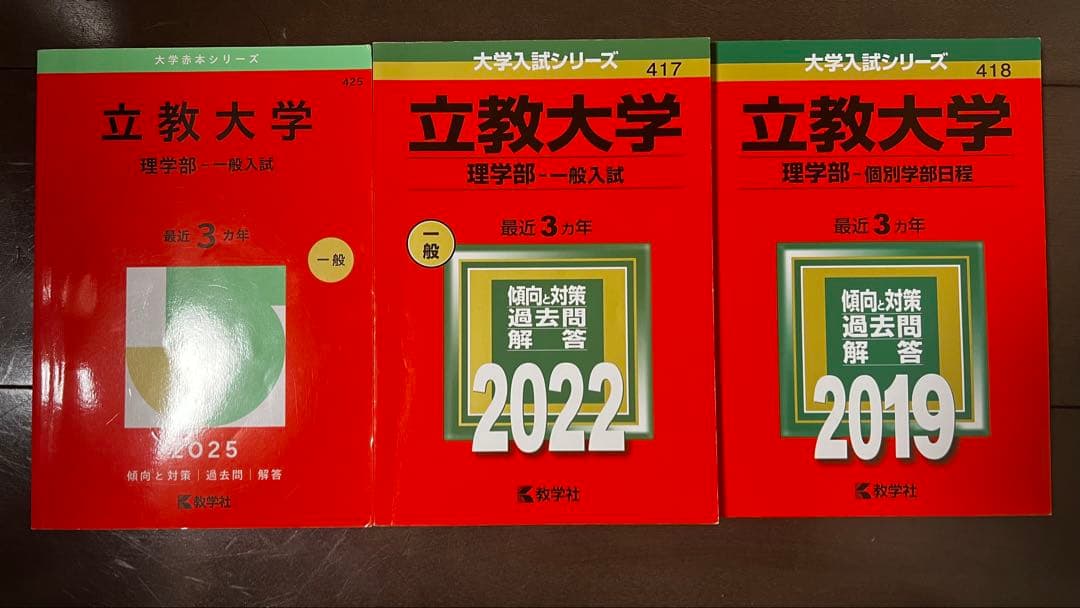 大学赤本シリーズ
425
立教大学
理学部-一般入試
最近3カ年
一般
2025
傾向と対策|過去問|解答
教学社
大学入試シリーズ
417
立教大学
理学部-一般入試
最近3カ年
一般
傾向と対策
過去問
解答
2022
教学社
大学入試シリーズ
418
立教大学
理学部-個別学部日程
最近3カ年
傾向と対策
過去問
解答
2019
教学社